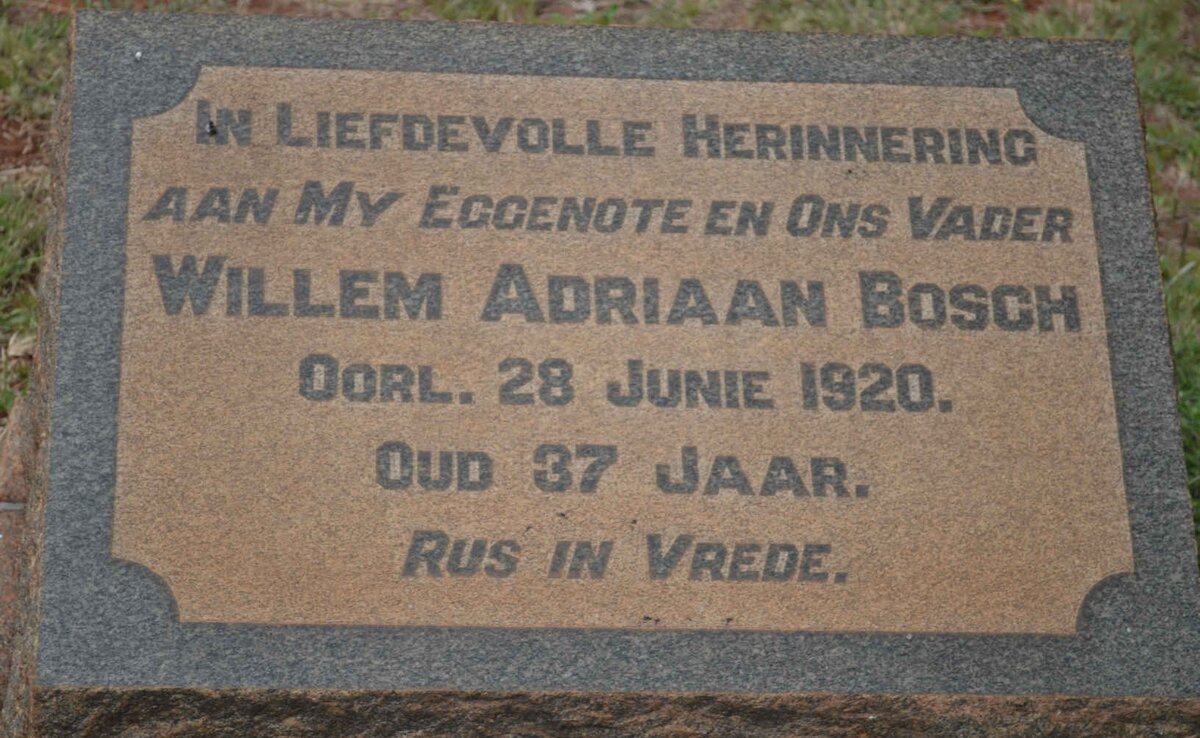 In Liefdevolle Herinnering
aan My Eggenote en Ons Vader
Willem Adriaan Bosch
Oorl. 28 Junie 1920.
Oud 37 Jaar.
Rus in Vrede.